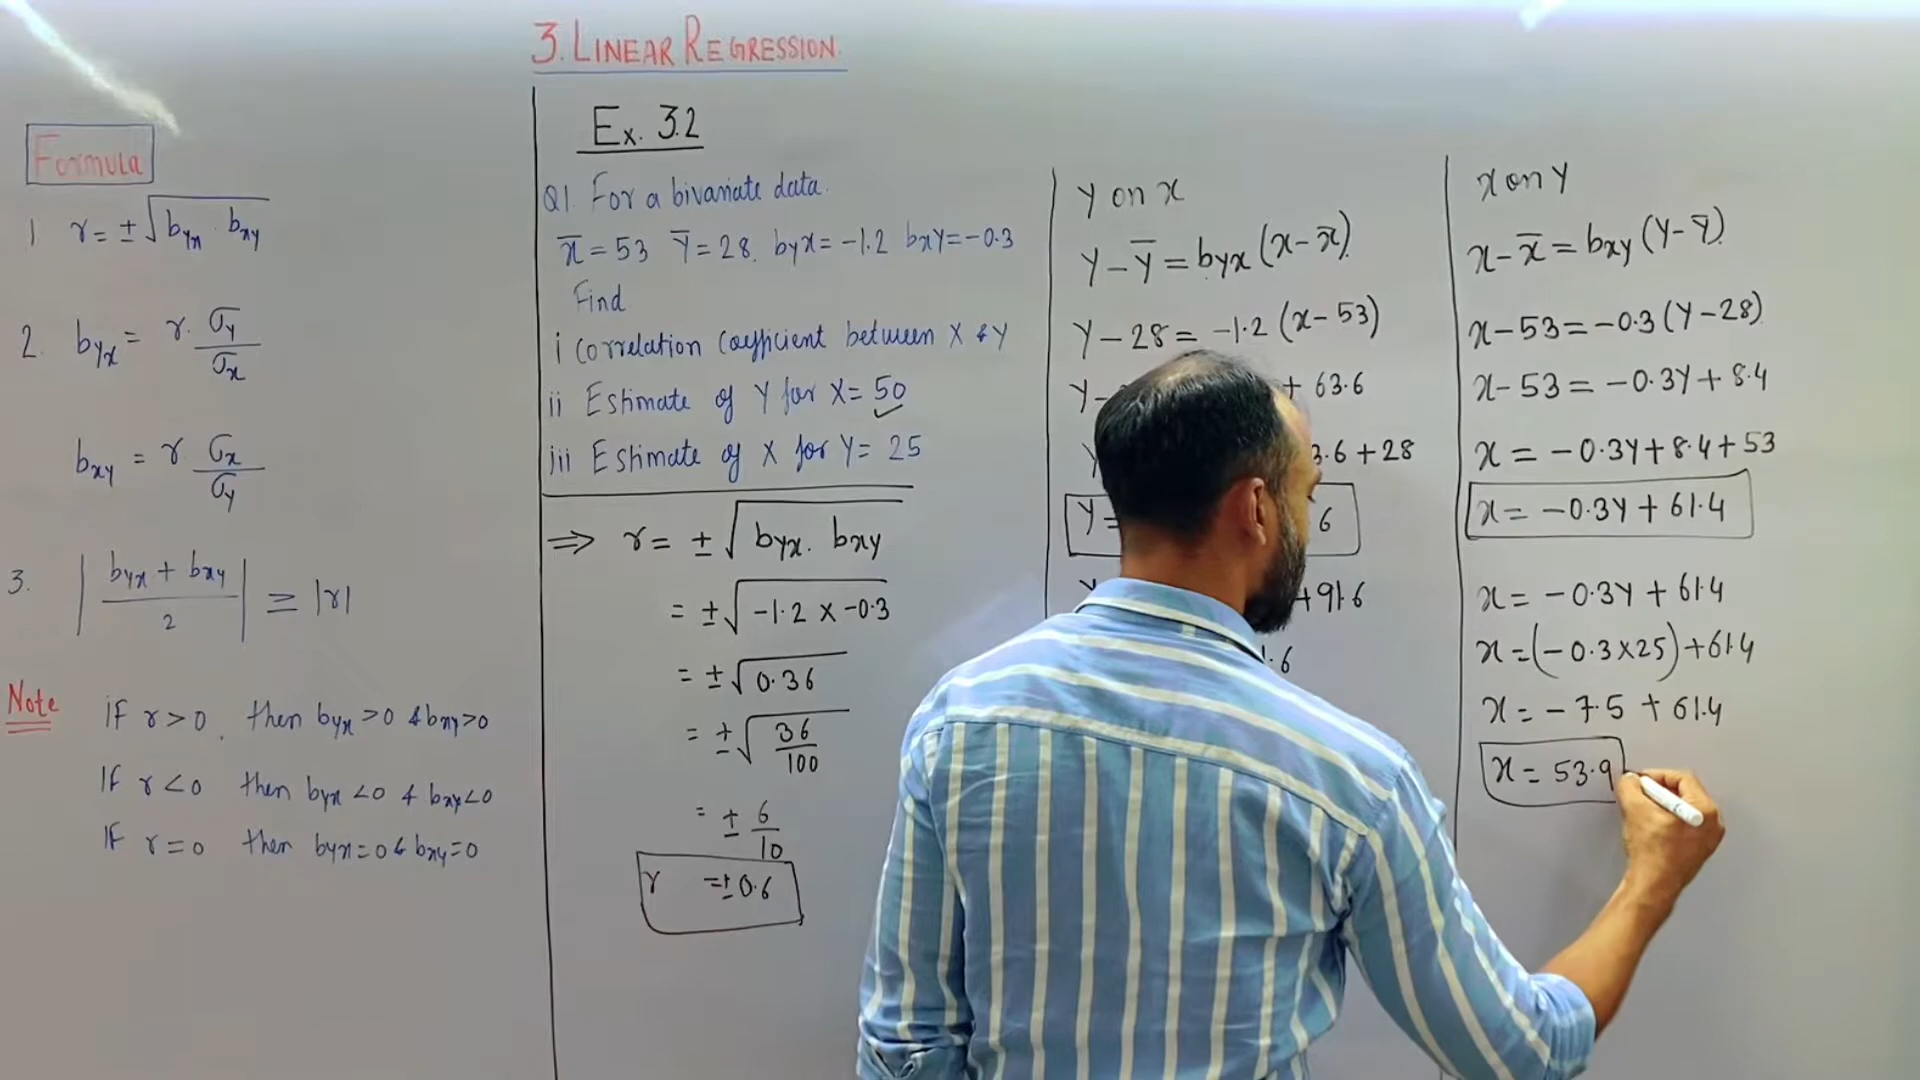 3. LINEAR REGRESSION.
Formula
1 r = ± √byx · bxy
2. byx = r. σy/σx
bxy = r σx/σy
3. |(byx + bxy)/2| ≥ |r|
Note
if r > 0, then byx > 0 & bxy > 0
If r < 0 then byx < 0 & bxy < 0
If r = 0 then byx = 0 & bxy = 0
Ex. 3.2
Q1. For a bivariate data.
x̄ = 53 ȳ = 28. byx = -1.2 bxy = -0.3
Find
i Correlation Coefficient between X & Y
ii Estimate of Y for X = 50
iii Estimate of X for Y = 25
⇒ r = ± √byx. bxy
= ± √-1.2 × -0.3
= ± √0.36
= ± √36/100
= ± 6/10
r = ± 0.6
Y on x
Y - Ȳ = byx (x - x̄)
Y - 28 = -1.2 (x - 53)
Y - + 63.6
3.6 + 28
Y = 6
+ 91.6
1.6
x on Y
x - x̄ = bxy (Y - Ȳ)
x - 53 = -0.3 (Y - 28)
x - 53 = -0.3Y + 8.4
x = -0.3Y + 8.4 + 53
x = -0.3Y + 61.4
x = -0.3Y + 61.4
x = (-0.3×25) + 61.4
x = -7.5 + 61.4
x = 53.9